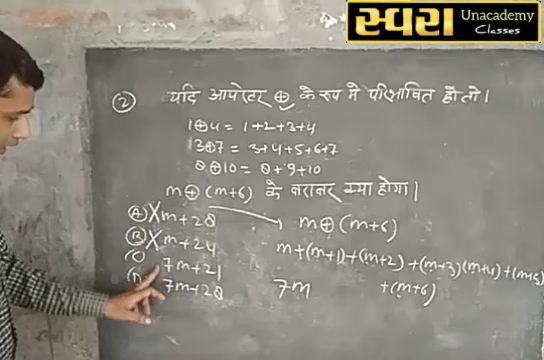 स्परा Unacademy
Classes
② यदि आपरेटर ⊕ के रूप मे परिभाषित होतो।
1⊕4 = 1+2+3+4
3⊕7 = 3+4+5+6+7
8⊕10 = 8+9+10
m⊕(m+6) के बराबर क्या होगा।
(A) X m+28
m⊕(m+6)
(B) X m+24
m+(m+1)+(m+2)+(m+3)(m+4)+(m+5)
(C) 7m+21
(D) 7m+28
7m
+(m+6)